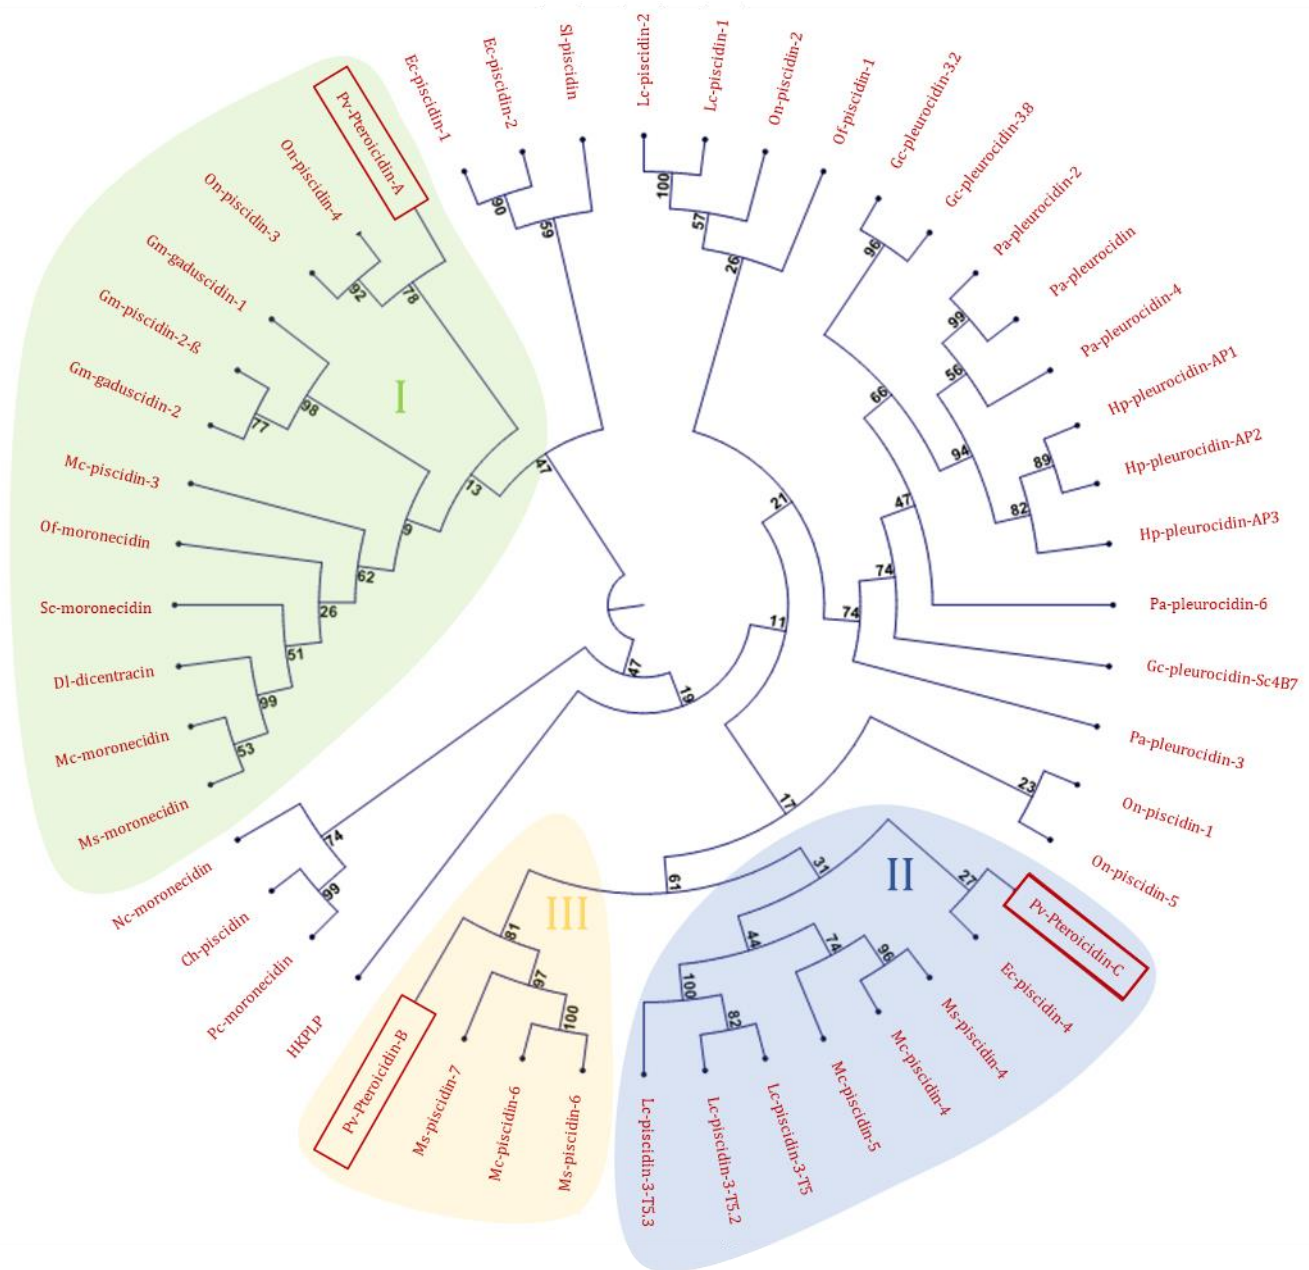 Lc-piscidin-2
Lc-piscidin-1
On-piscidin-2
Of-piscidin-1
Gc-pleurocidin-3.2
Gc-pleurocidin-3.8
Pa-pleurocidin-2
Pa-pleurocidin
Pa-pleurocidin-4
Hp-pleurocidin-AP1
Hp-pleurocidin-AP2
Hp-pleurocidin-AP3
Pa-pleurocidin-6
Gc-pleurocidin-Sc4B7
Pa-pleurocidin-3
On-piscidin-1
On-piscidin-5
Pv-Pteroicidin-C
Ec-piscidin-4
Ms-piscidin-4
Mc-piscidin-4
Mc-piscidin-5
Lc-piscidin-3-T5
Lc-piscidin-3-T5.2
Lc-piscidin-3-T5.3
Ms-piscidin-6
Mc-piscidin-6
Ms-piscidin-7
Pv-Pteroicidin-B
HKPLP
Pc-moronecidin
Ch-piscidin
Nc-moronecidin
Ms-moronecidin
Mc-moronecidin
Dl-dicentracin
Sc-moronecidin
Of-moronecidin
Mc-piscidin-3
Gm-gaduscidin-2
Gm-piscidin-2-ß
Gm-gaduscidin-1
On-piscidin-3
On-piscidin-4
Pv-Pteroicidin-A
Ec-piscidin-1
Ec-piscidin-2
Sl-piscidin
I
II
III
100
57
26
96
99
56
66
94
89
82
47
74
74
21
11
23
17
27
31
61
44
74
96
100
82
81
97
100
19
47
74
99
53
99
51
26
62
9
13
77
98
92
78
47
90
59